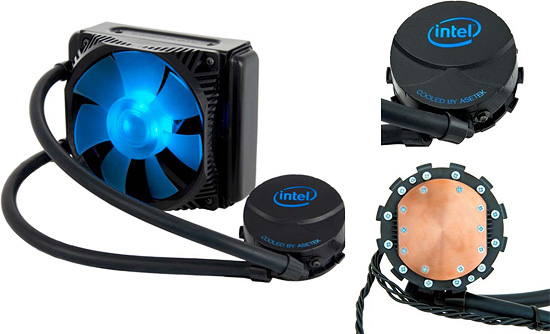 intel
COOLED BY ASETEK
intel
COOLED BY ASETEK